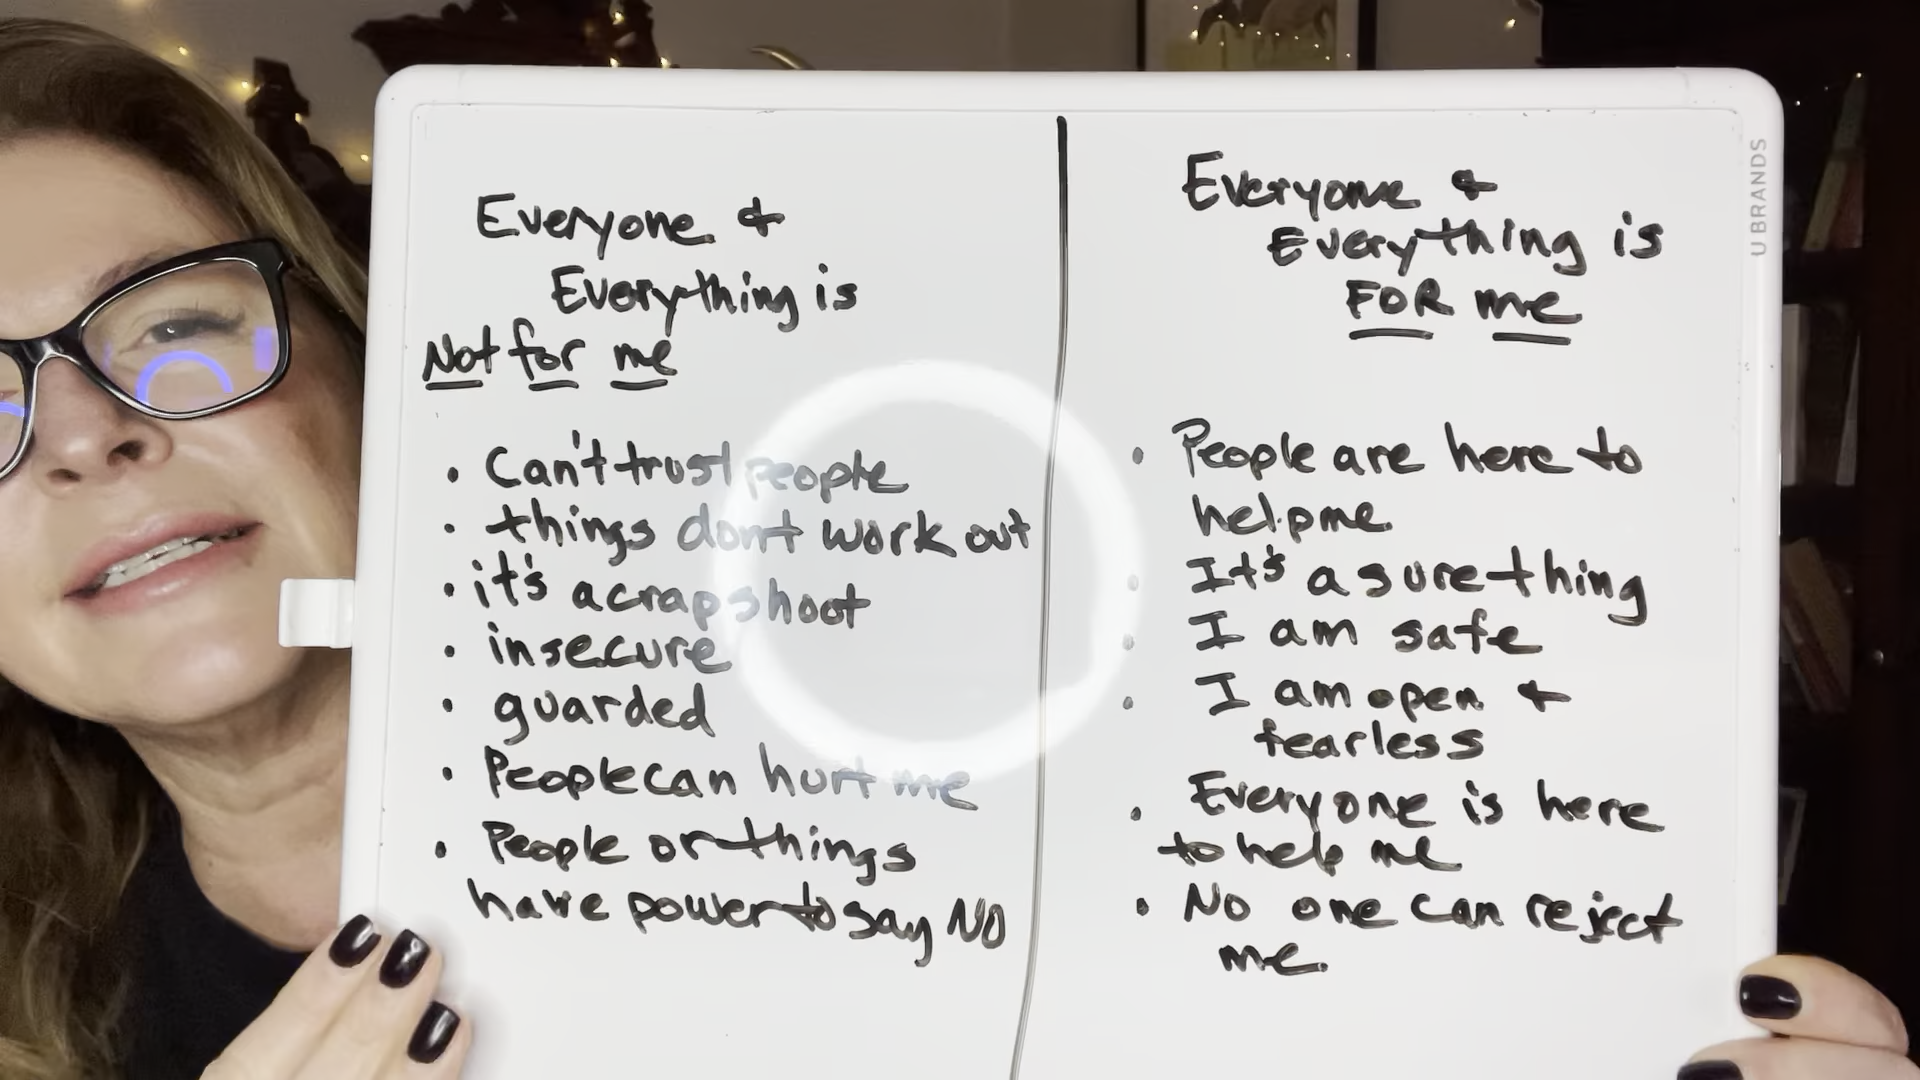 Everyone &
Everything is
Not for me
• Can't trust people
• things don't work out
• it's a crap shoot
• insecure
• guarded
• People can hurt me
• People or things
have power to say NO
Everyone &
Everything is
FOR me
• People are here to
help me.
• It's a sure thing
• I am safe
• I am open &
fearless
• Everyone is here
to help me
• No one can reject
me.
U BRANDS